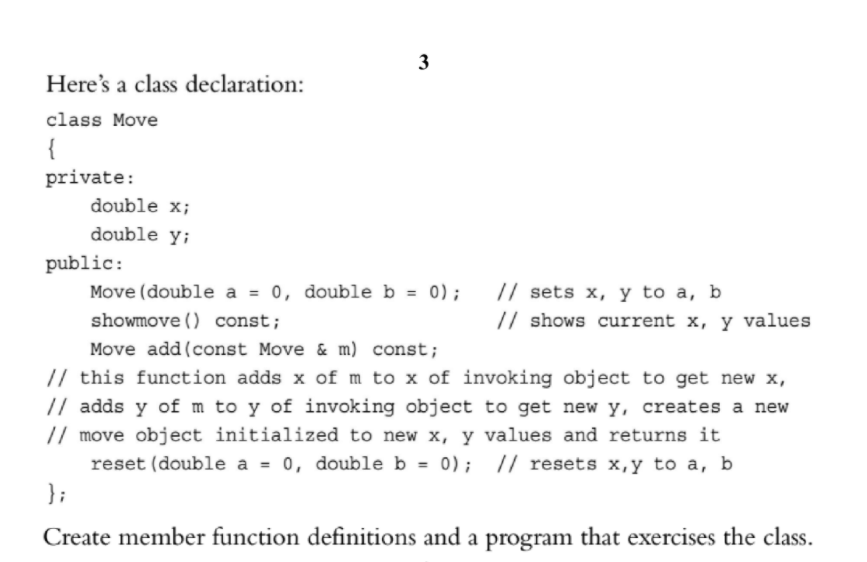 3
Here's a class declaration:
class Move
{
private:
    double x;
    double y;
public:
    Move(double a = 0, double b = 0);   // sets x, y to a, b
    showmove() const;                   // shows current x, y values
    Move add(const Move & m) const;
// this function adds x of m to x of invoking object to get new x,
// adds y of m to y of invoking object to get new y, creates a new
// move object initialized to new x, y values and returns it
    reset(double a = 0, double b = 0);  // resets x,y to a, b
};
Create member function definitions and a program that exercises the class.